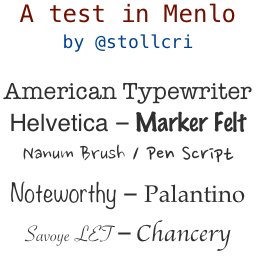 A test in Menlo
by @stollcri
American Typewriter
Helvetica – Marker Felt
Nanum Brush / Pen Script
Noteworthy – Palantino
Savoye LET – Chancery